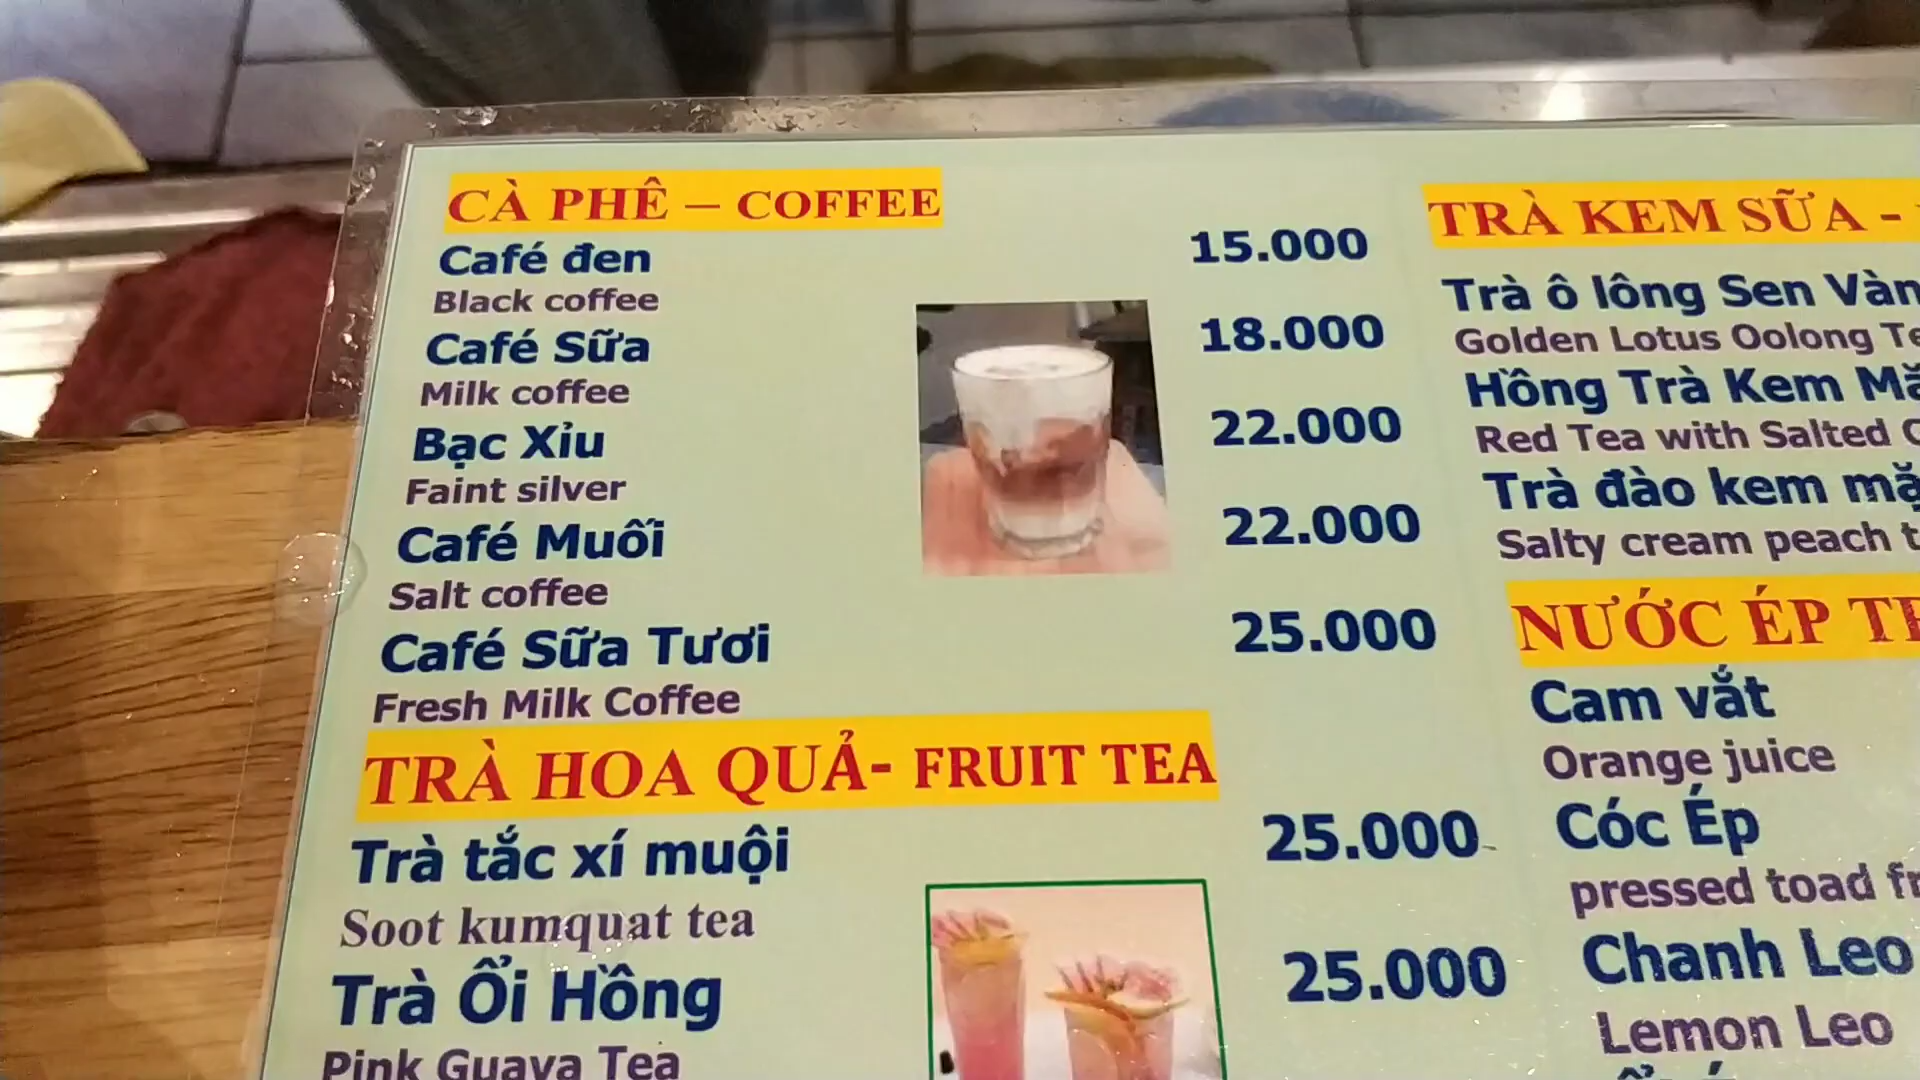 CÀ PHÊ – COFFEE
Café đen 15.000
Black coffee
Café Sữa 18.000
Milk coffee
Bạc Xỉu 22.000
Faint silver
Café Muối 22.000
Salt coffee
Café Sữa Tươi 25.000
Fresh Milk Coffee
TRÀ HOA QUẢ- FRUIT TEA
Trà tắc xí muội 25.000
Soot kumquat tea
Trà Ổi Hồng 25.000
Pink Guava Tea
TRÀ KEM SỮA -
Trà ô lông Sen
Golden Lotus Oolong
Hồng Trà Kem
Red Tea with Salted
Trà đào kem
Salty cream peach
NƯỚC ÉP
Cam vắt
Orange juice
Cóc Ép
pressed toad
Chanh Leo
Lemon Leo